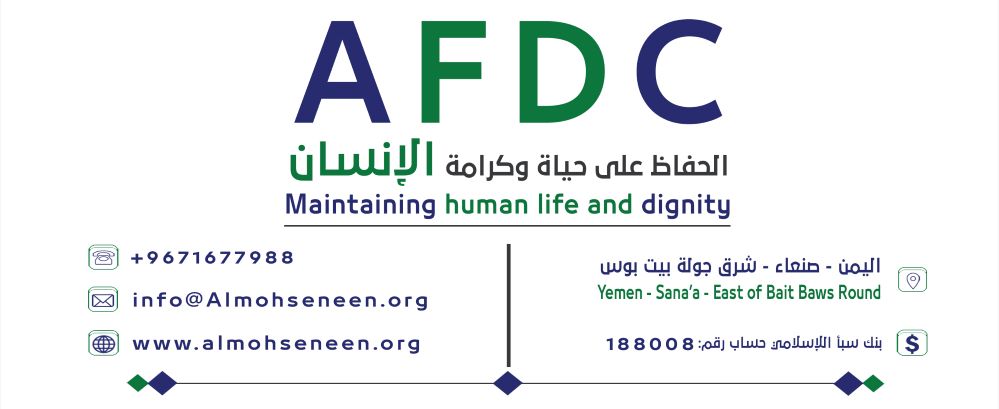 AFDC
الحفاظ على حياة وكرامة الإنسان
Maintaining human life and dignity
+9671677988
info@Almohseneen.org
www.almohseneen.org
اليمن - صنعاء - شرق جولة بيت بوس
Yemen - Sana'a - East of Bait Baws Round
بنك سبأ اللإسلامي حساب رقم: 188008